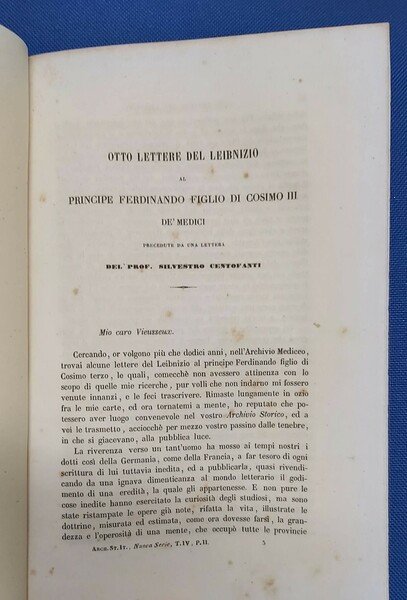 OTTO LETTERE DEL LEIBNIZIO
AL
PRINCIPE FERDINANDO FIGLIO DI COSIMO III
DE' MEDICI
PRECEDUTE DA UNA LETTERA
DEL PROF. SILVESTRO CENTOFANTI
Mio caro Vieusseux.
Cercando, or volgono più che dodici anni, nell'Archivio Mediceo,
trovai alcune lettere del Leibnizio al principe Ferdinando figlio di
Cosimo terzo, lo quali, comecchè non avessero attinenza con lo
scopo di quelle mie ricerche, pur volli che non indarno mi fossero
venute innanzi, e le feci trascrivere. Rimaste lungamente in ozio
fra le mie carte, ed ora tornatemi a mente, ho reputato che po-
tessero aver luogo convenevole nel vostro Archivio Storico, ed a
voi le trasmetto, acciocchè per mezzo vostro passino dalle tenebre,
in che si giacevano, alla pubblica luce.
La riverenza verso un tant'uomo ha mosso ai tempi nostri i
dotti così della Germania, come della Francia, a far tesoro di ogni
scrittura di lui tuttavia inedita, ed a pubblicarla, quasi rivendi-
cando da una ignava dimenticanza al mondo letterario il godi-
mento di una eredità, la quale gli appartenesse. E non pure le
cose inedite hanno esercitato la curiosità degli studiosi, ma sono
state ristampate le opere già note, rifatta la vita, illustrate le
dottrine, misurata ed estimata, come ora dovesse farsi, la gran-
dezza e l'operosità di una mente, che occupò tutte le provincie
ARCH. ST. IT., Nuova Serie, T. IV, P. II.
5